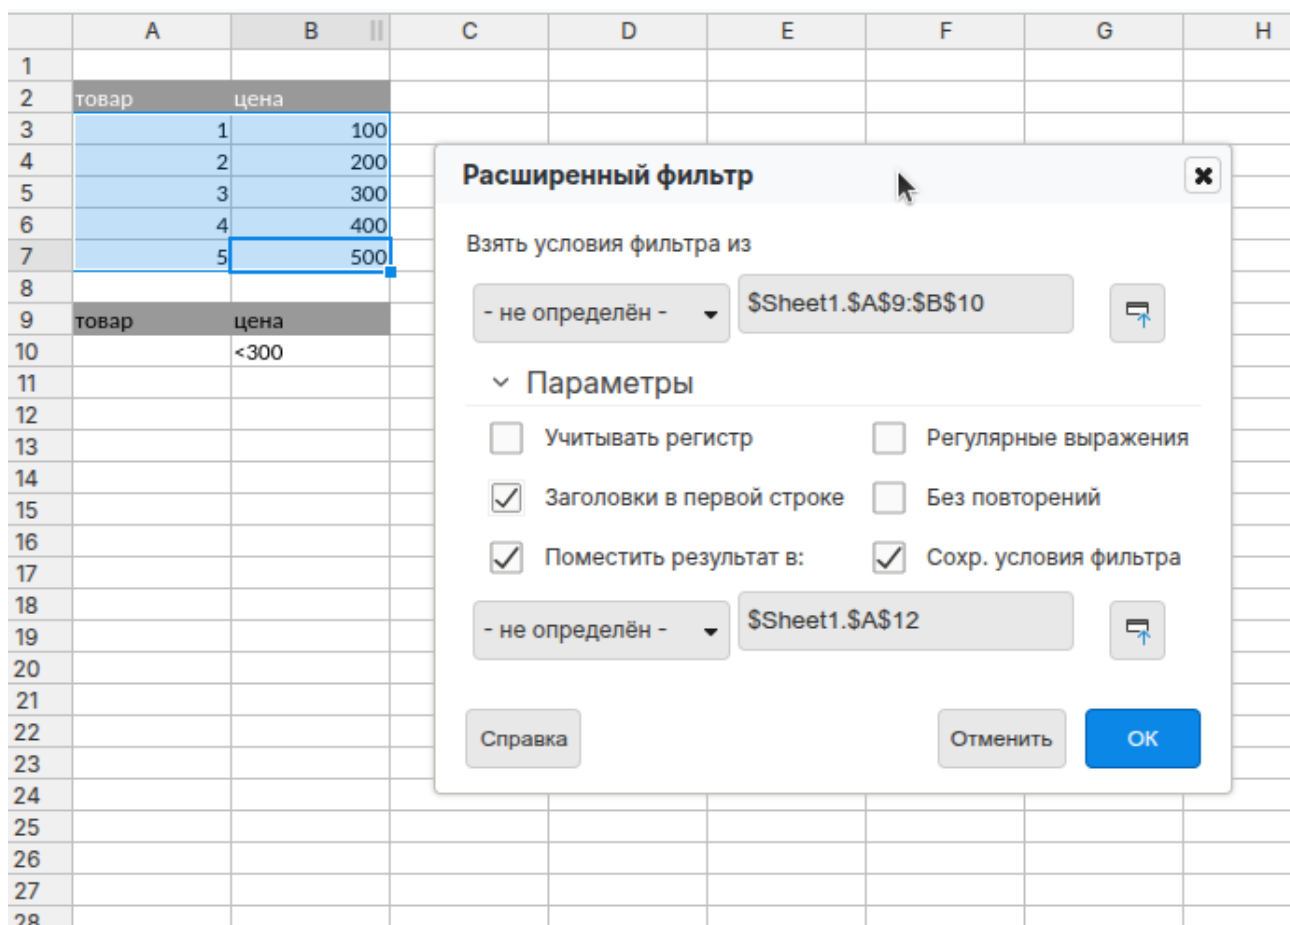 A B C D E F G H
1
2 товар цена
3 1 100
4 2 200
5 3 300
6 4 400
7 5 500
8
9 товар цена
10 <300
11
12
13
14
15
16
17
18
19
20
21
22
23
24
25
26
27
28
Расширенный фильтр
Взять условия фильтра из
- не определён - $Sheet1.$A$9:$B$10
Параметры
Учитывать регистр Регулярные выражения
Заголовки в первой строке Без повторений
Поместить результат в: Сохр. условия фильтра
- не определён - $Sheet1.$A$12
Справка Отменить ОК